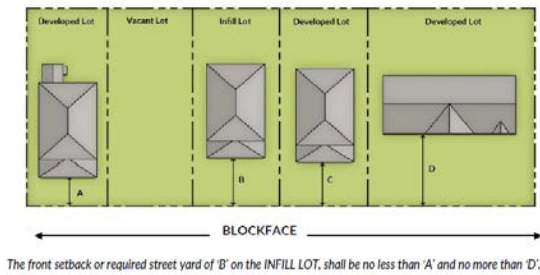 Developed Lot
Vacant Lot
Infill Lot
Developed Lot
Developed Lot
A
B
C
D
BLOCKFACE
The front setback or required street yard of 'B' on the INFILL LOT, shall be no less than 'A' and no more than 'D'.